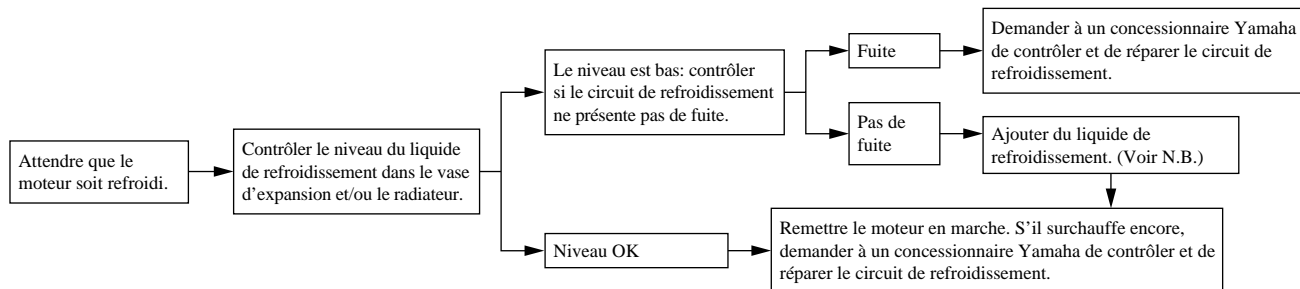 Attendre que le
moteur soit refroidi.
Contrôler le niveau du liquide
de refroidissement dans le vase
d’expansion et/ou le radiateur.
Le niveau est bas: contrôler
si le circuit de refroidissement
ne présente pas de fuite.
Fuite
Demander à un concessionnaire Yamaha
de contrôler et de réparer le circuit de
refroidissement.
Pas de
fuite
Ajouter du liquide de
refroidissement. (Voir N.B.)
Niveau OK
Remettre le moteur en marche. S’il surchauffe encore,
demander à un concessionnaire Yamaha de contrôler et de
réparer le circuit de refroidissement.